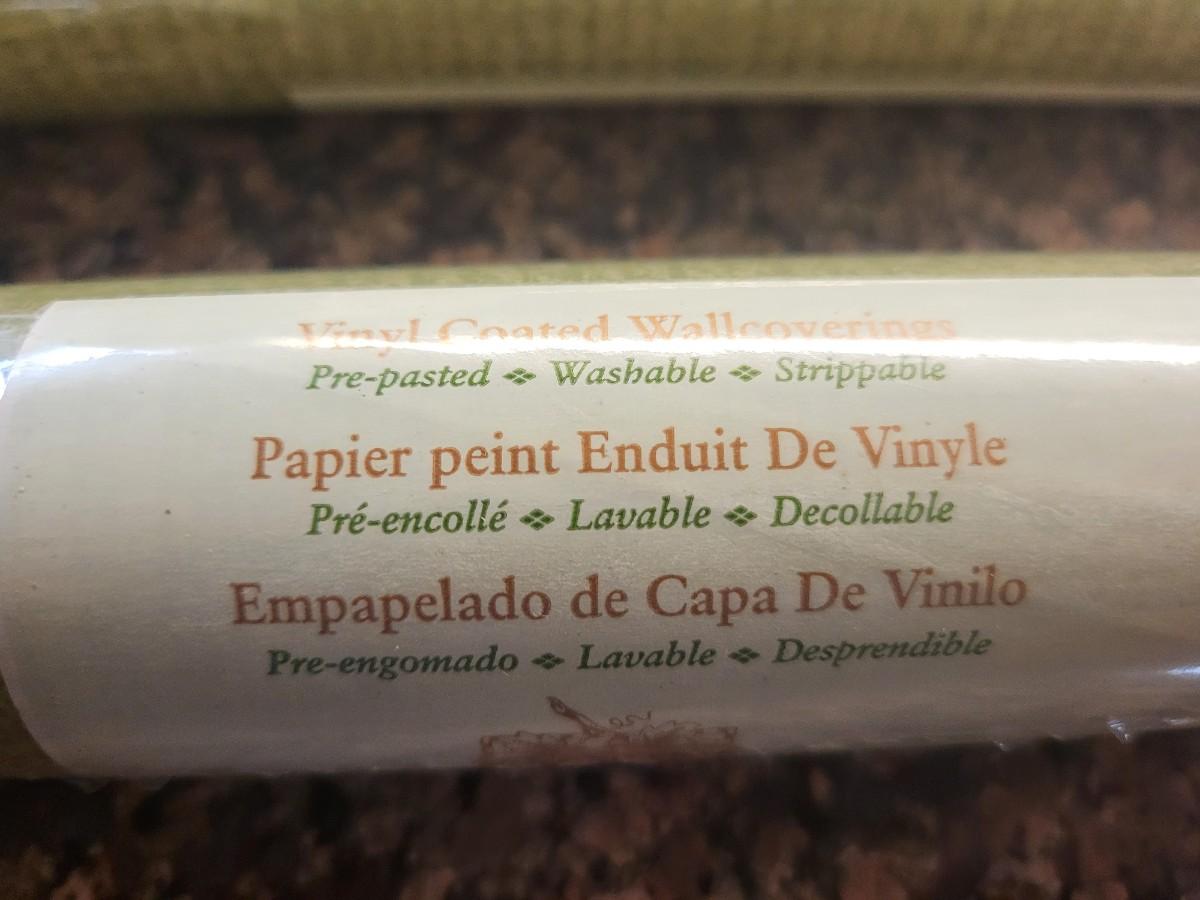 Vinyl Coated Wallcoverings
Pre-pasted ❖ Washable ❖ Strippable
Papier peint Enduit De Vinyle
Pré-encollé ❖ Lavable ❖ Decollable
Empapelado de Capa De Vinilo
Pre-engomado ❖ Lavable ❖ Desprendible